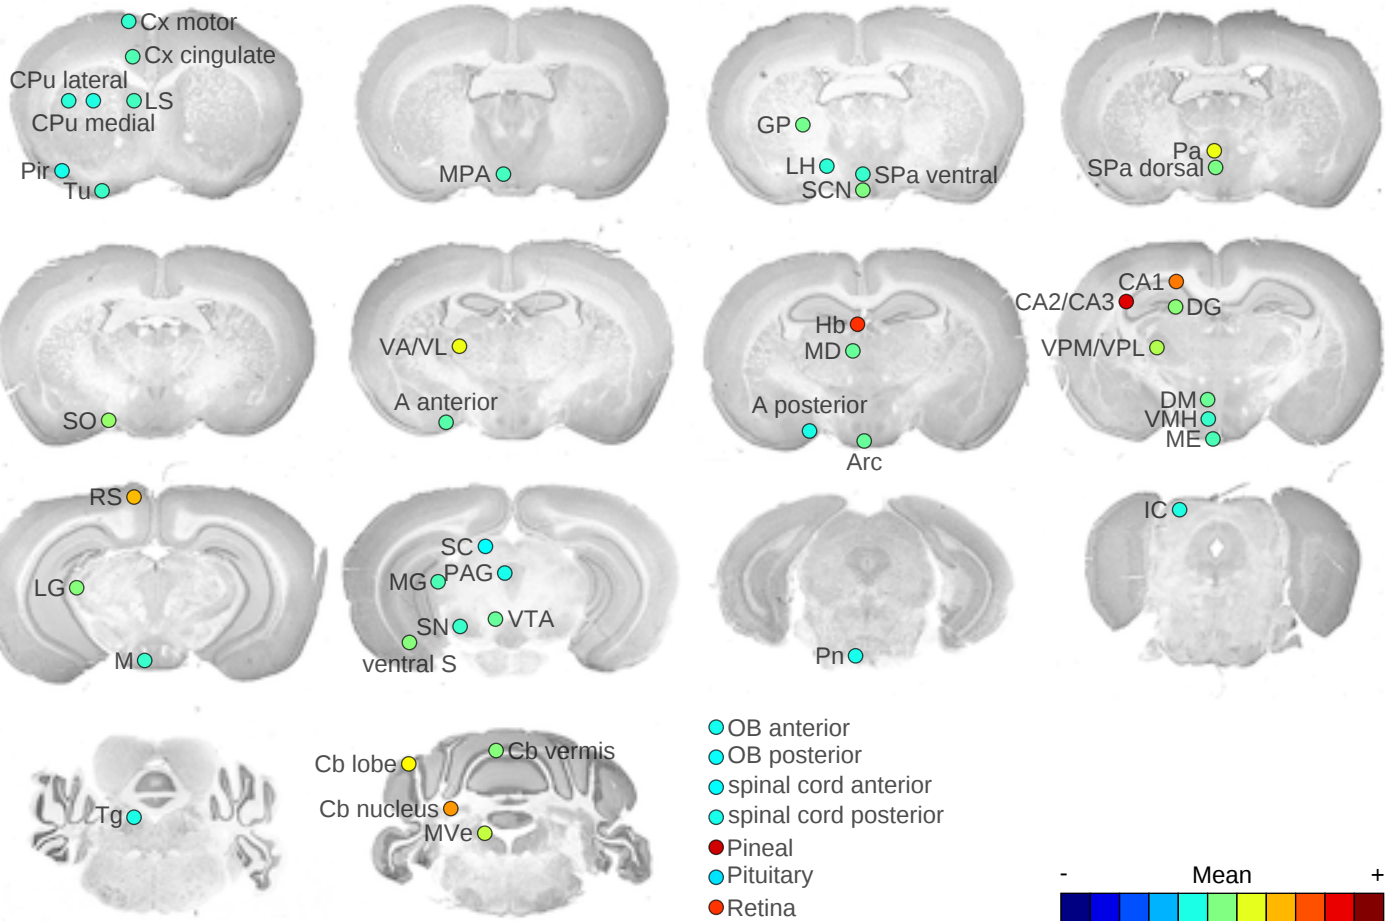 Cx motor
Cx cingulate
CPu lateral
LS
CPu medial
Pir
Tu
MPA
GP
LH
SPa ventral
SCN
Pa
SPa dorsal
SO
VA/VL
A anterior
Hb
MD
A posterior
Arc
CA1
CA2/CA3
DG
VPM/VPL
DM
VMH
ME
RS
LG
M
SC
PAG
MG
SN
VTA
ventral S
Pn
IC
Tg
Cb lobe
Cb vermis
Cb nucleus
MVe
OB anterior
OB posterior
spinal cord anterior
spinal cord posterior
Pineal
Pituitary
Retina
- Mean +